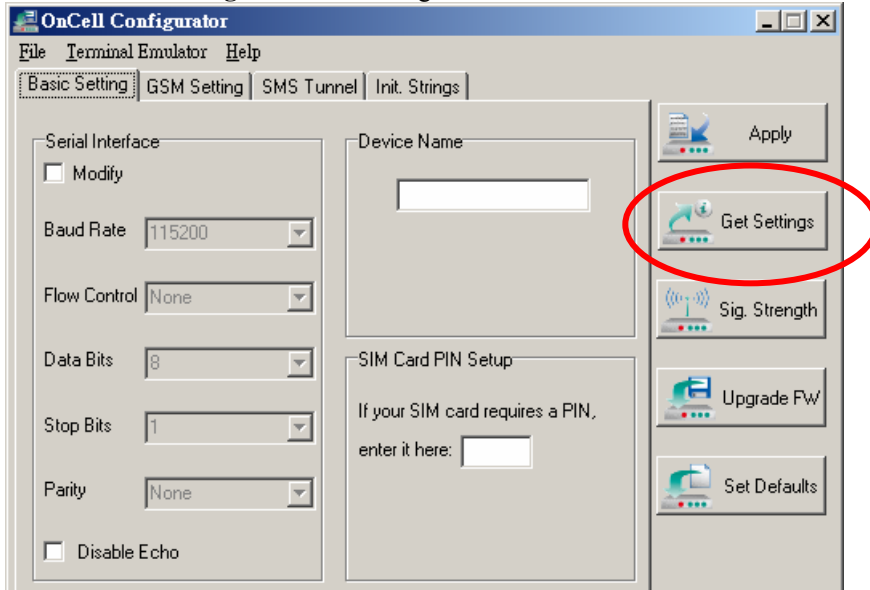 OnCell Configurator
File Terminal Emulator Help
Basic Setting GSM Setting SMS Tunnel Init. Strings
Serial Interface
Modify
Baud Rate 115200
Flow Control None
Data Bits 8
Stop Bits 1
Parity None
Disable Echo
Device Name
SIM Card PIN Setup
If your SIM card requires a PIN,
enter it here:
Apply
Get Settings
Sig. Strength
Upgrade FW
Set Defaults